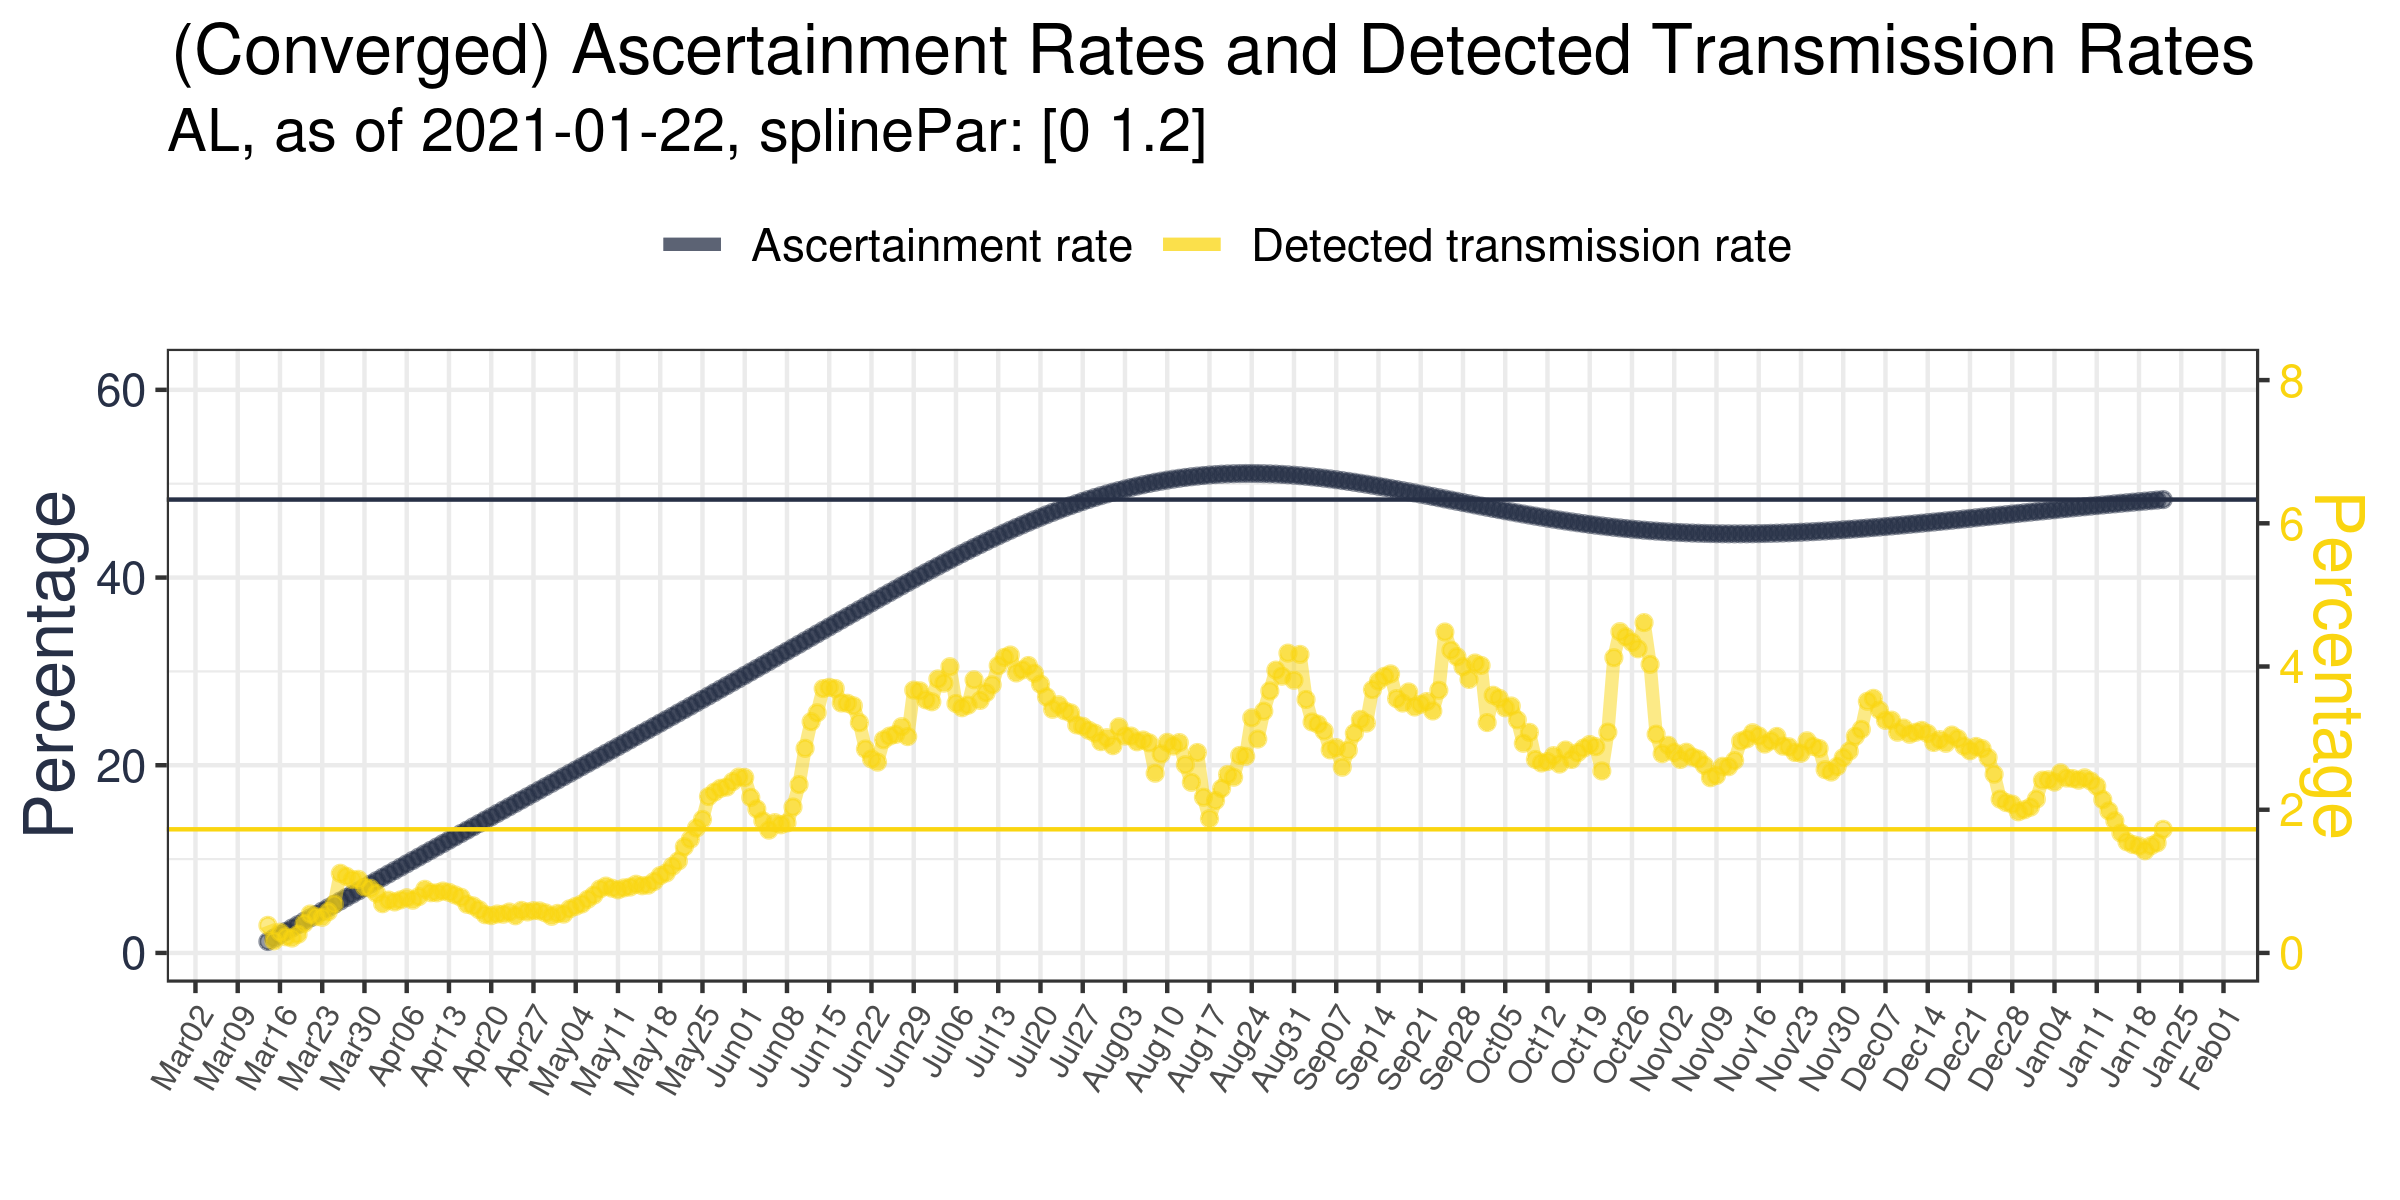 (Converged) Ascertainment Rates and Detected Transmission Rates
AL, as of 2021-01-22, splinePar: [0 1.2]
Ascertainment rate Detected transmission rate
Percentage
60
40
20
0
8
6
4
2
0
Percentage
Mar02 Mar09 Mar16 Mar23 Mar30 Apr06 Apr13 Apr20 Apr27 May04 May11 May18 May25 Jun01 Jun08 Jun15 Jun22 Jun29 Jul06 Jul13 Jul20 Jul27 Aug03 Aug10 Aug17 Aug24 Aug31 Sep07 Sep14 Sep21 Sep28 Oct05 Oct12 Oct19 Oct26 Nov02 Nov09 Nov16 Nov23 Nov30 Dec07 Dec14 Dec21 Dec28 Jan04 Jan11 Jan18 Jan25 Feb01